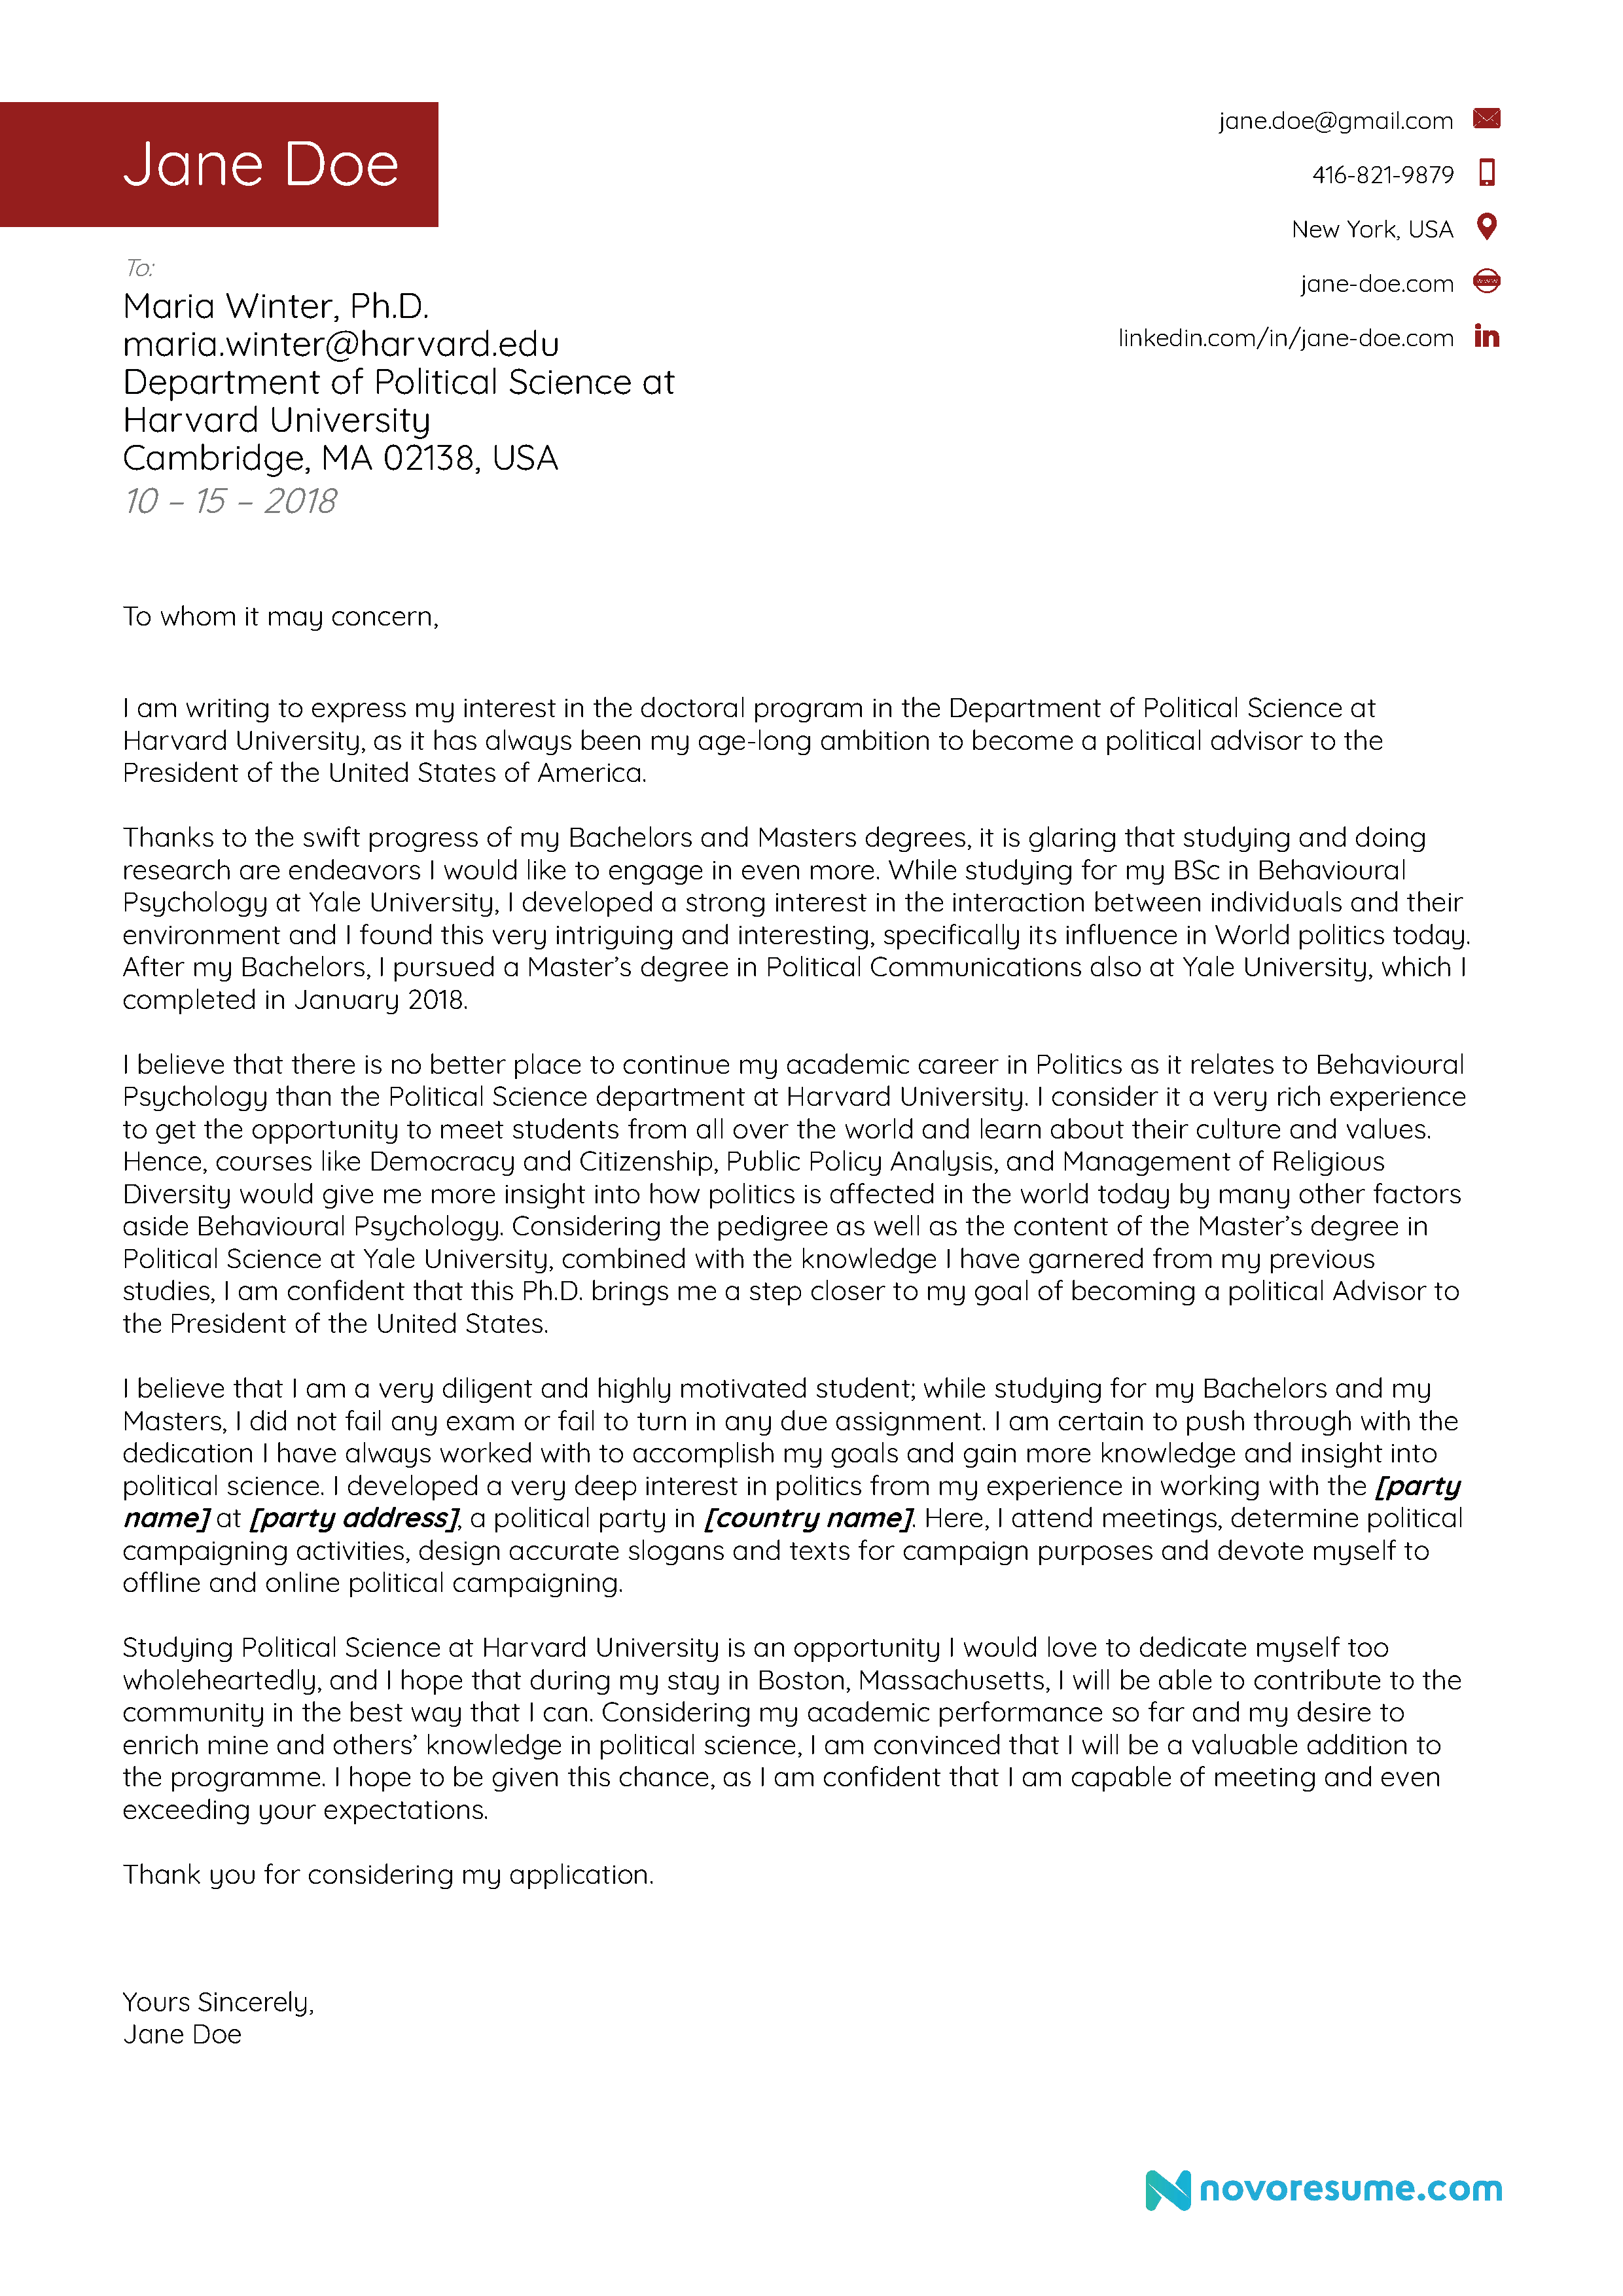 Jane Doe
jane.doe@gmail.com
416-821-9879
New York, USA
jane-doe.com
www
linkedin.com/in/jane-doe.com
in
To:
Maria Winter, Ph.D.
maria.winter@harvard.edu
Department of Political Science at
Harvard University
Cambridge, MA 02138, USA
10 – 15 – 2018
To whom it may concern,
I am writing to express my interest in the doctoral program in the Department of Political Science at
Harvard University, as it has always been my age-long ambition to become a political advisor to the
President of the United States of America.
Thanks to the swift progress of my Bachelors and Masters degrees, it is glaring that studying and doing
research are endeavors I would like to engage in even more. While studying for my BSc in Behavioural
Psychology at Yale University, I developed a strong interest in the interaction between individuals and their
environment and I found this very intriguing and interesting, specifically its influence in World politics today.
After my Bachelors, I pursued a Master’s degree in Political Communications also at Yale University, which I
completed in January 2018.
I believe that there is no better place to continue my academic career in Politics as it relates to Behavioural
Psychology than the Political Science department at Harvard University. I consider it a very rich experience
to get the opportunity to meet students from all over the world and learn about their culture and values.
Hence, courses like Democracy and Citizenship, Public Policy Analysis, and Management of Religious
Diversity would give me more insight into how politics is affected in the world today by many other factors
aside Behavioural Psychology. Considering the pedigree as well as the content of the Master’s degree in
Political Science at Yale University, combined with the knowledge I have garnered from my previous
studies, I am confident that this Ph.D. brings me a step closer to my goal of becoming a political Advisor to
the President of the United States.
I believe that I am a very diligent and highly motivated student; while studying for my Bachelors and my
Masters, I did not fail any exam or fail to turn in any due assignment. I am certain to push through with the
dedication I have always worked with to accomplish my goals and gain more knowledge and insight into
political science. I developed a very deep interest in politics from my experience in working with the [party
name] at [party address], a political party in [country name]. Here, I attend meetings, determine political
campaigning activities, design accurate slogans and texts for campaign purposes and devote myself to
offline and online political campaigning.
Studying Political Science at Harvard University is an opportunity I would love to dedicate myself too
wholeheartedly, and I hope that during my stay in Boston, Massachusetts, I will be able to contribute to the
community in the best way that I can. Considering my academic performance so far and my desire to
enrich mine and others’ knowledge in political science, I am convinced that I will be a valuable addition to
the programme. I hope to be given this chance, as I am confident that I am capable of meeting and even
exceeding your expectations.
Thank you for considering my application.
Yours Sincerely,
Jane Doe
novoresume.com